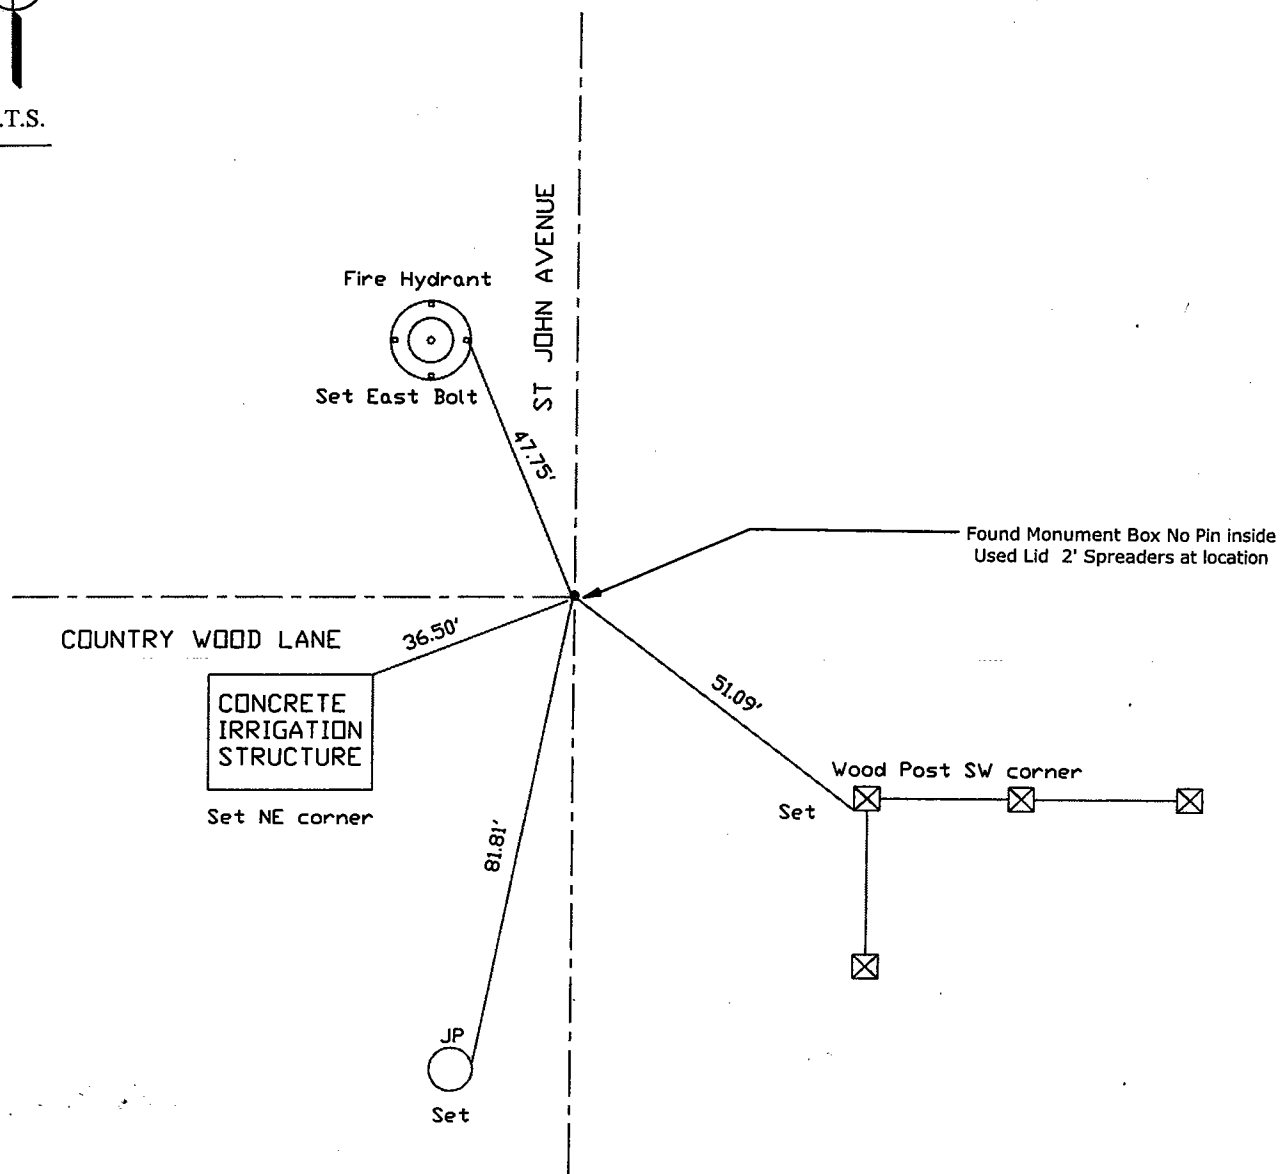 .T.S.
ST JOHN AVENUE
Fire Hydrant
Set East Bolt
47.75'
Found Monument Box No Pin inside
Used Lid 2' Spreaders at location
COUNTRY WOOD LANE
36.50'
CONCRETE
IRRIGATION
STRUCTURE
Set NE corner
51.09'
Wood Post SW corner
Set
81.81'
JP
Set